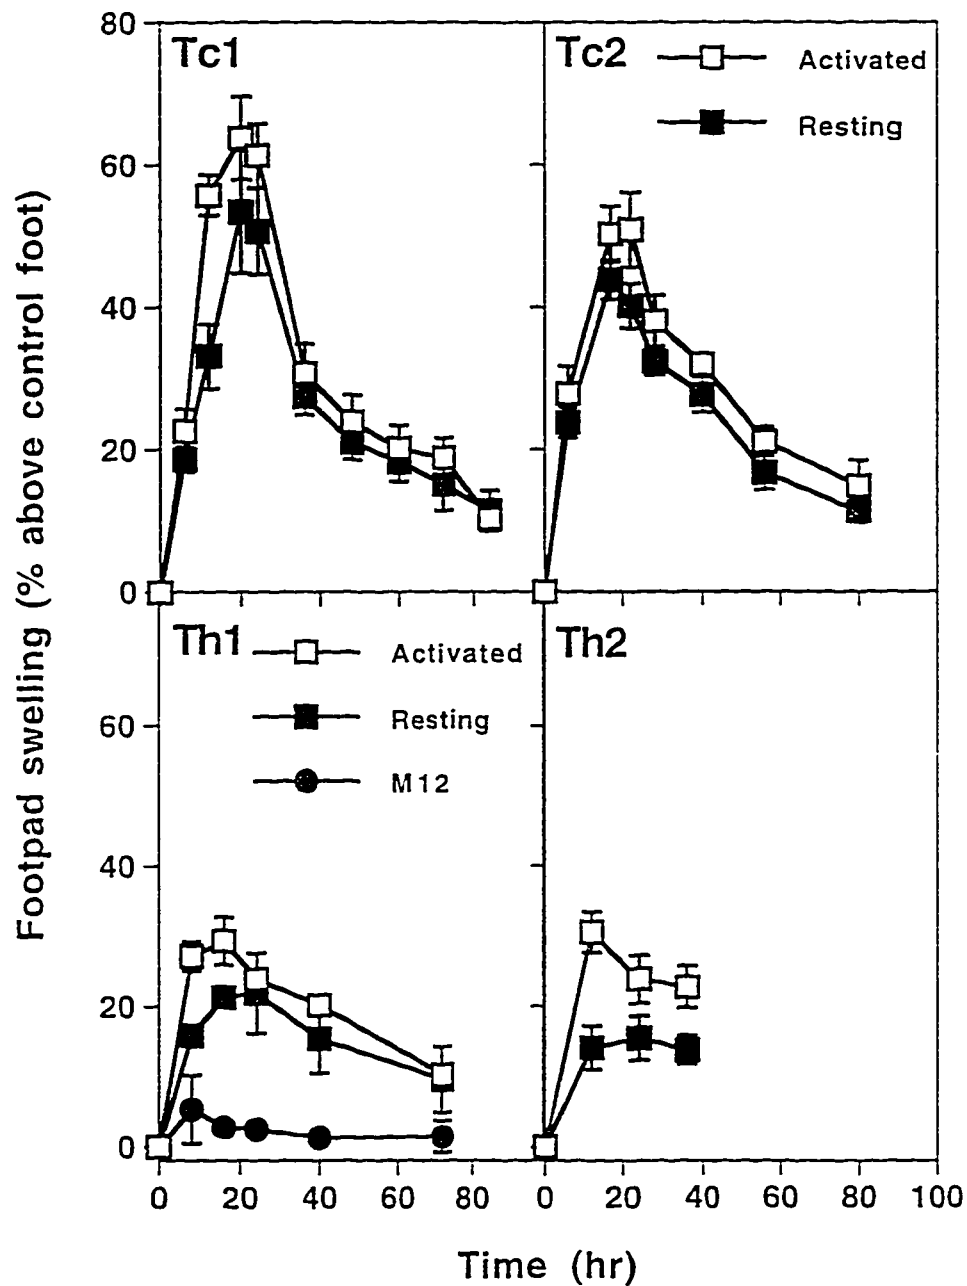 80
Tc1
Tc2
Activated
Resting
60
40
20
0
Th1
Activated
Resting
M12
Th2
60
40
20
0
0 20 40 60 80 0 20 40 60 80 100
Footpad swelling (% above control foot)
Time (hr)